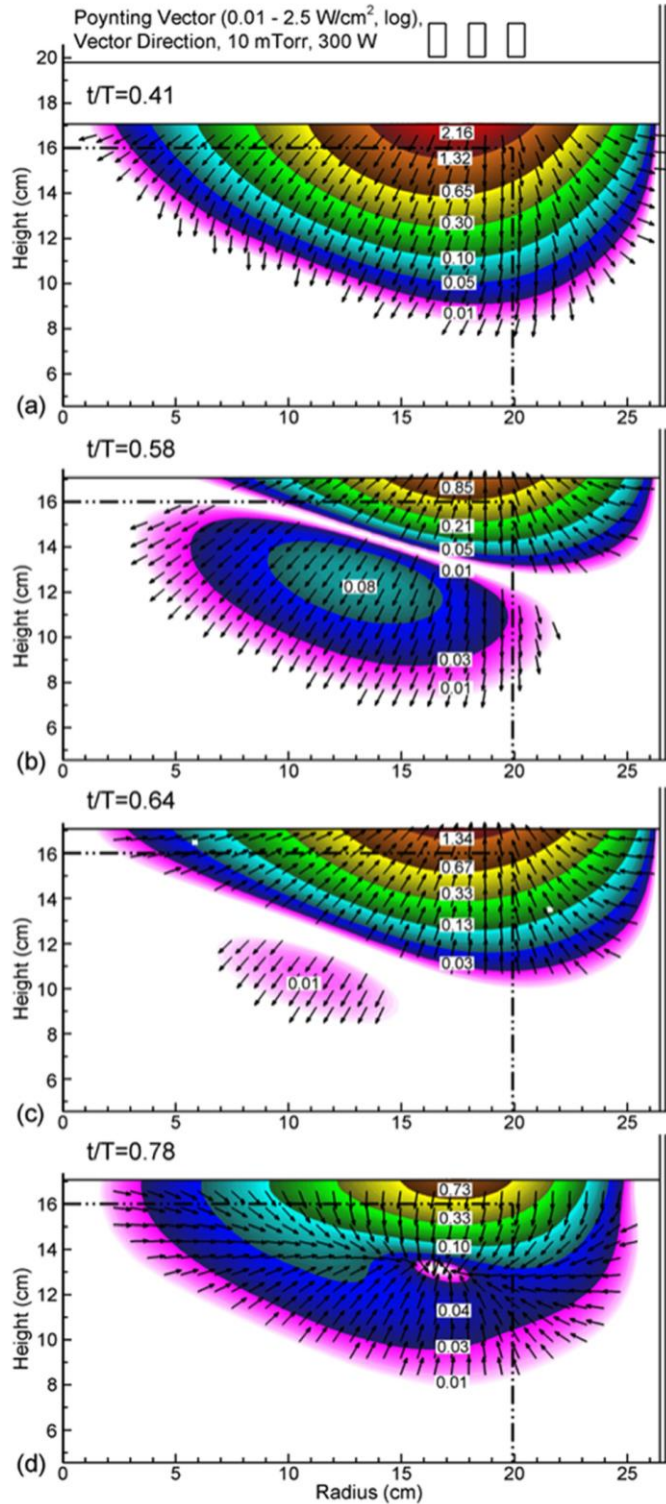 Poynting Vector (0.01 - 2.5 W/cm², log),
Vector Direction, 10 mTorr, 300 W
20
18
16
14
12
10
8
6
Height (cm)
t/T=0.41
2.16
1.32
0.65
0.30
0.10
0.05
0.01
(a)
0 5 10 15 20 25
t/T=0.58
16
14
12
10
8
6
Height (cm)
0.85
0.21
0.05
0.01
0.08
0.03
0.01
(b)
0 5 10 15 20 25
t/T=0.64
16
14
12
10
8
6
Height (cm)
1.34
0.67
0.33
0.13
0.03
0.01
(c)
0 5 10 15 20 25
t/T=0.78
16
14
12
10
8
6
Height (cm)
0.73
0.33
0.10
0.04
0.03
0.01
(d)
0 5 10 15 20 25
Radius (cm)